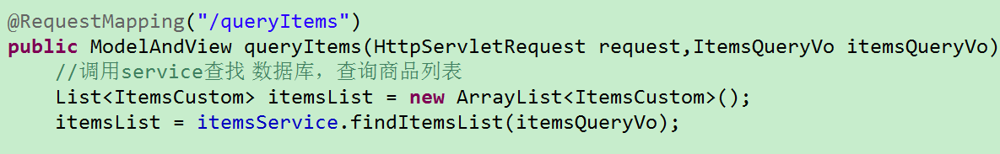 @RequestMapping("/queryItems")
public ModelAndView queryItems(HttpServletRequest request,ItemsQueryVo itemsQueryVo)
//调用service查找 数据库，查询商品列表
List<ItemsCustom> itemsList = new ArrayList<ItemsCustom>();
itemsList = itemsService.findItemsList(itemsQueryVo);